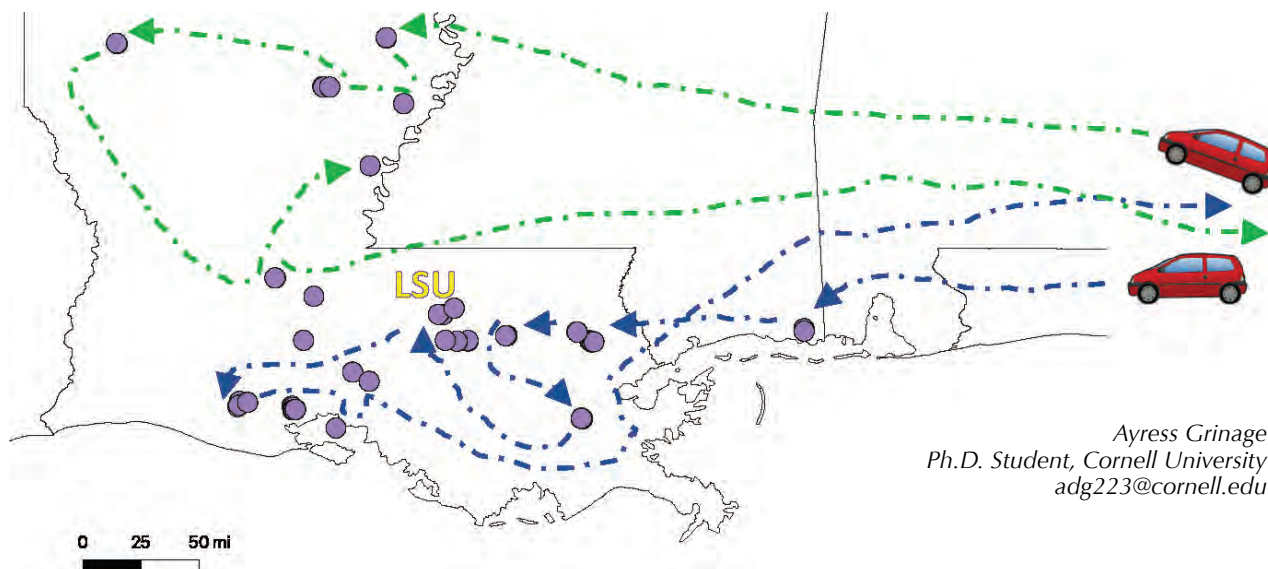 LSU
Ayress Grinage
Ph.D. Student, Cornell University
adg223@cornell.edu
0 25 50 mi